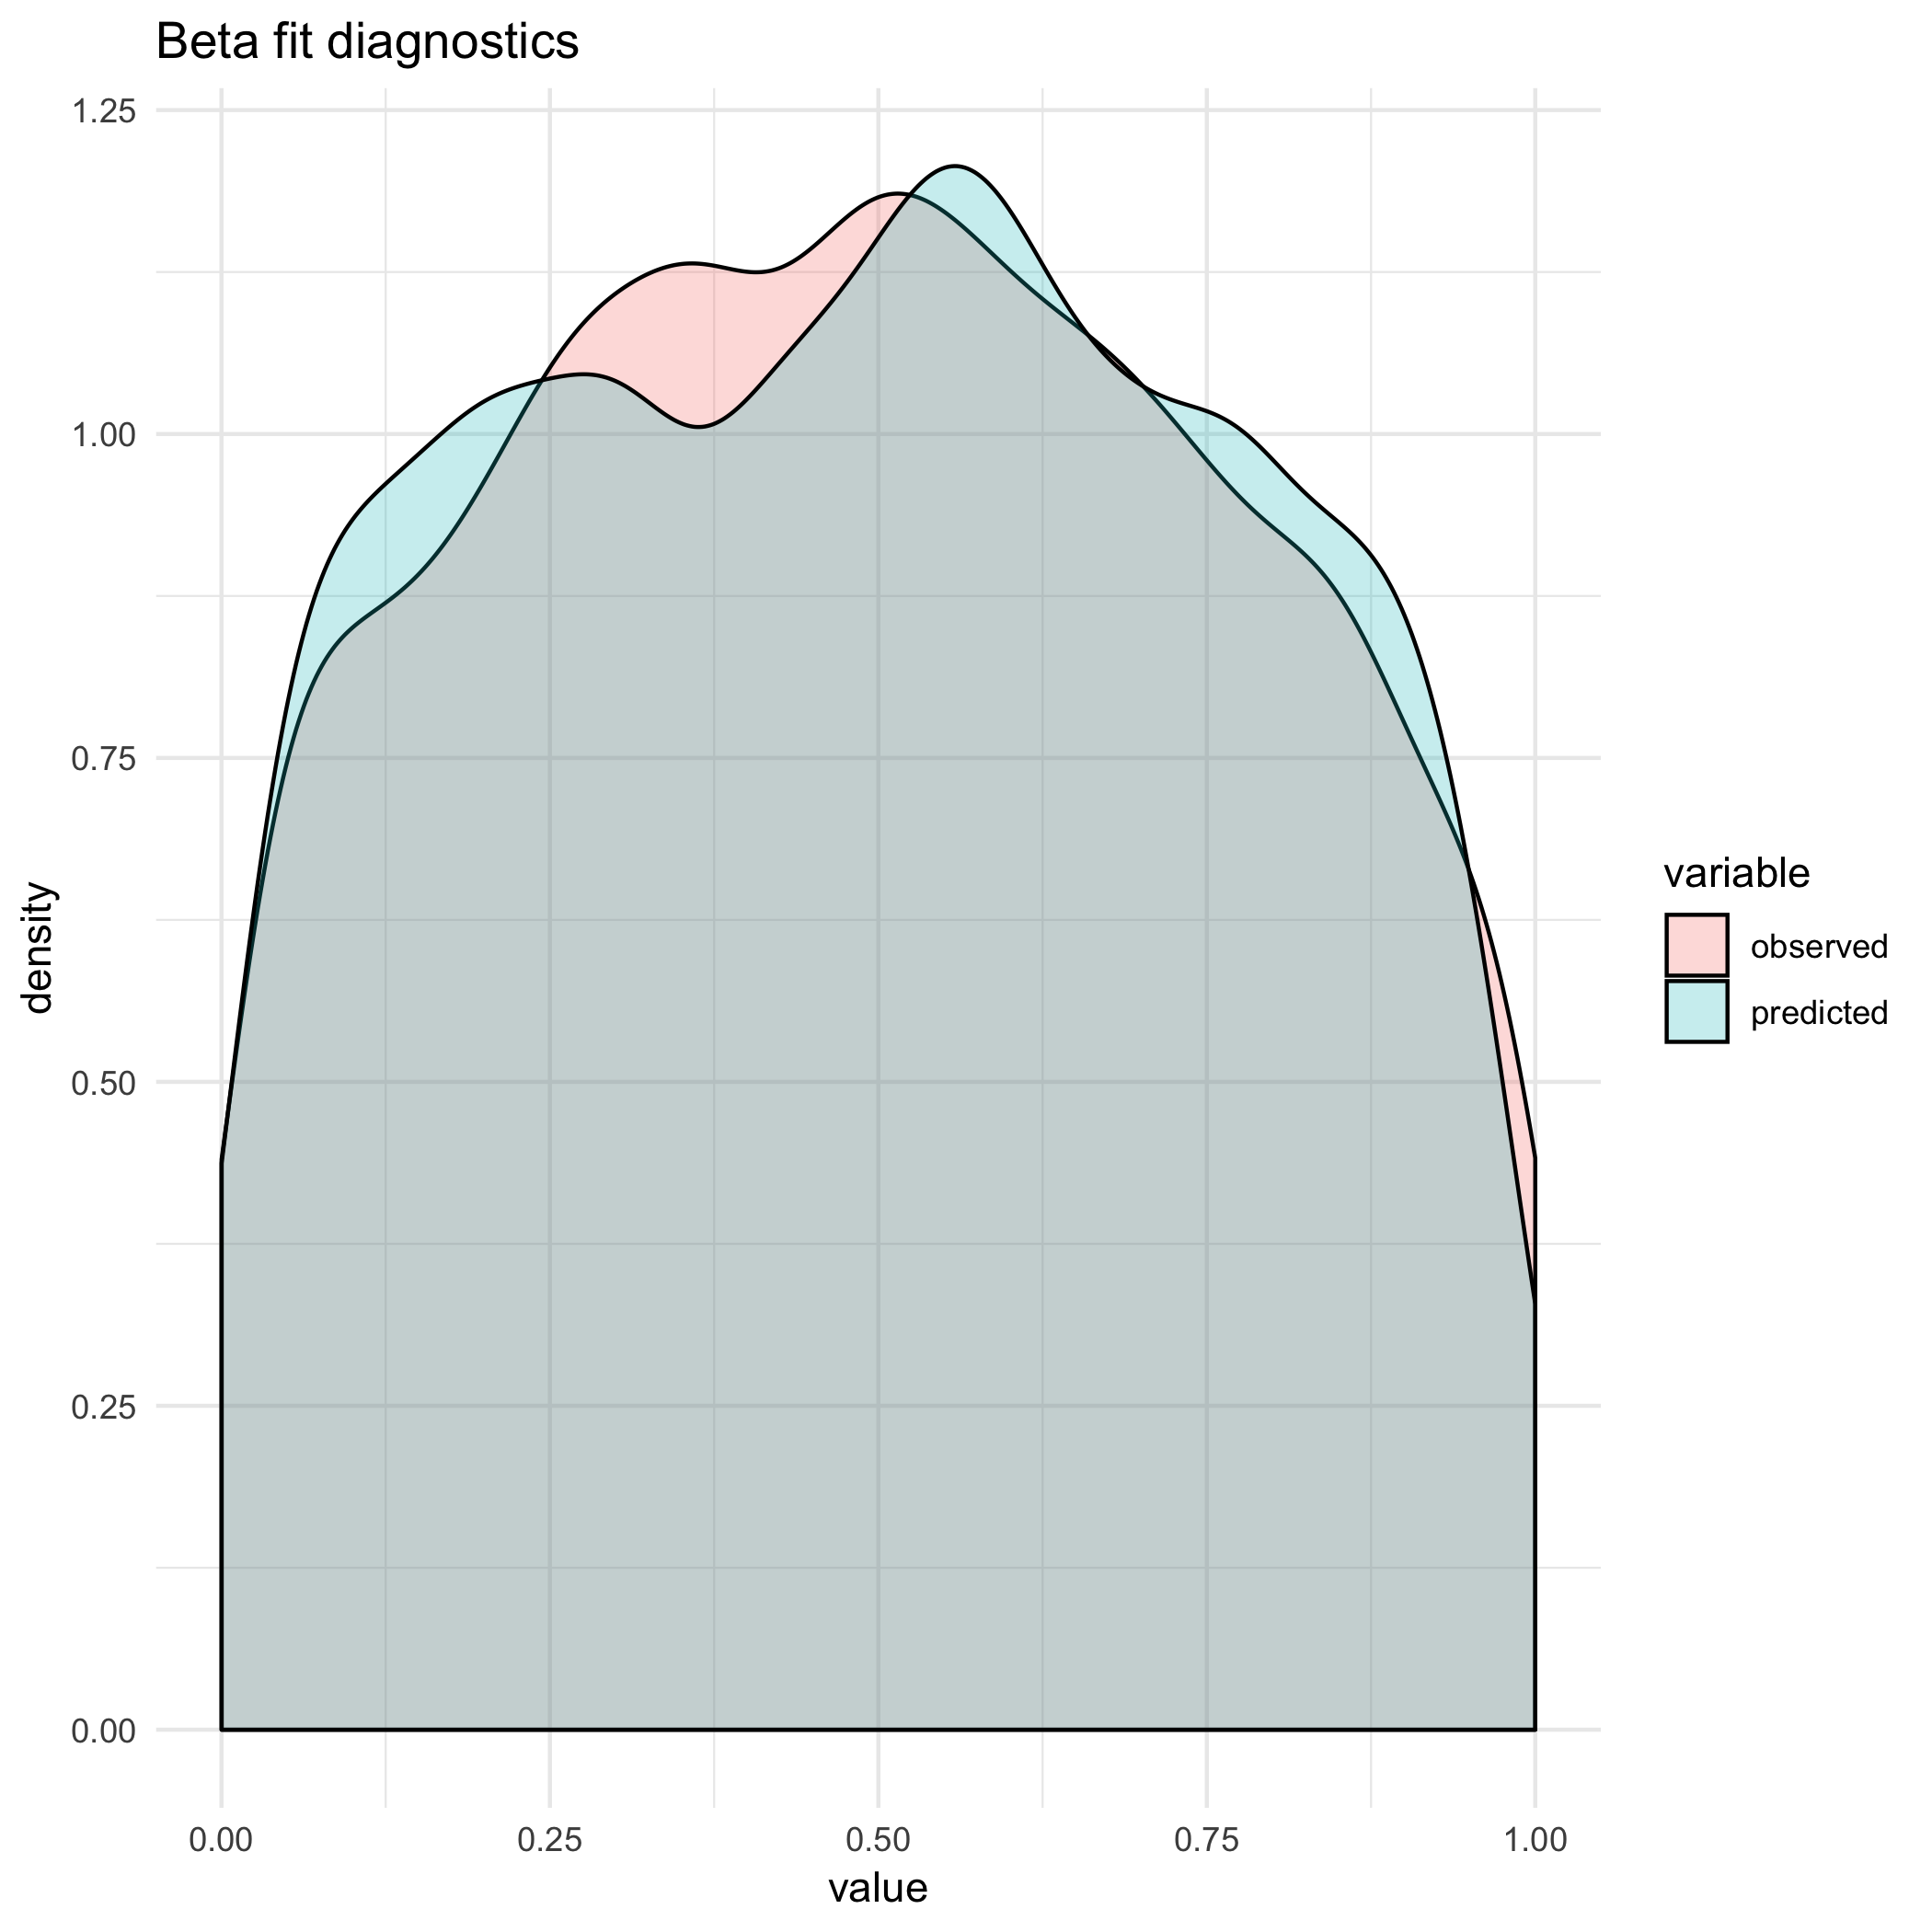 Beta fit diagnostics
1.25
1.00
0.75
0.50
0.25
0.00
density
0.00 0.25 0.50 0.75 1.00
value
variable
observed
predicted